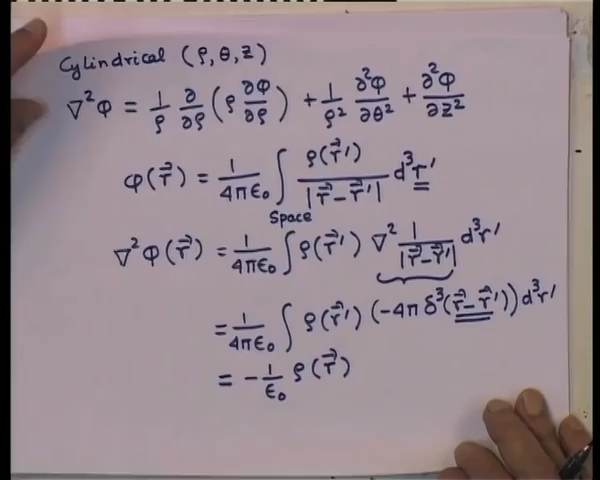 Cylindrical (ρ, θ, z)
∇²φ = 1/ρ ∂/∂ρ (ρ ∂φ/∂ρ) + 1/ρ² ∂²φ/∂θ² + ∂²φ/∂z²
φ(r⃗) = 1/4πε₀ ∫ ρ(r⃗′)/|r⃗-r⃗′| d³r′
Space
∇²φ(r⃗) = 1/4πε₀ ∫ρ(r⃗′) ∇² 1/|r⃗-r⃗′| d³r′
= 1/4πε₀ ∫ ρ(r⃗′) (-4π δ³(r⃗-r⃗′)) d³r′
= - 1/ε₀ ρ(r⃗)